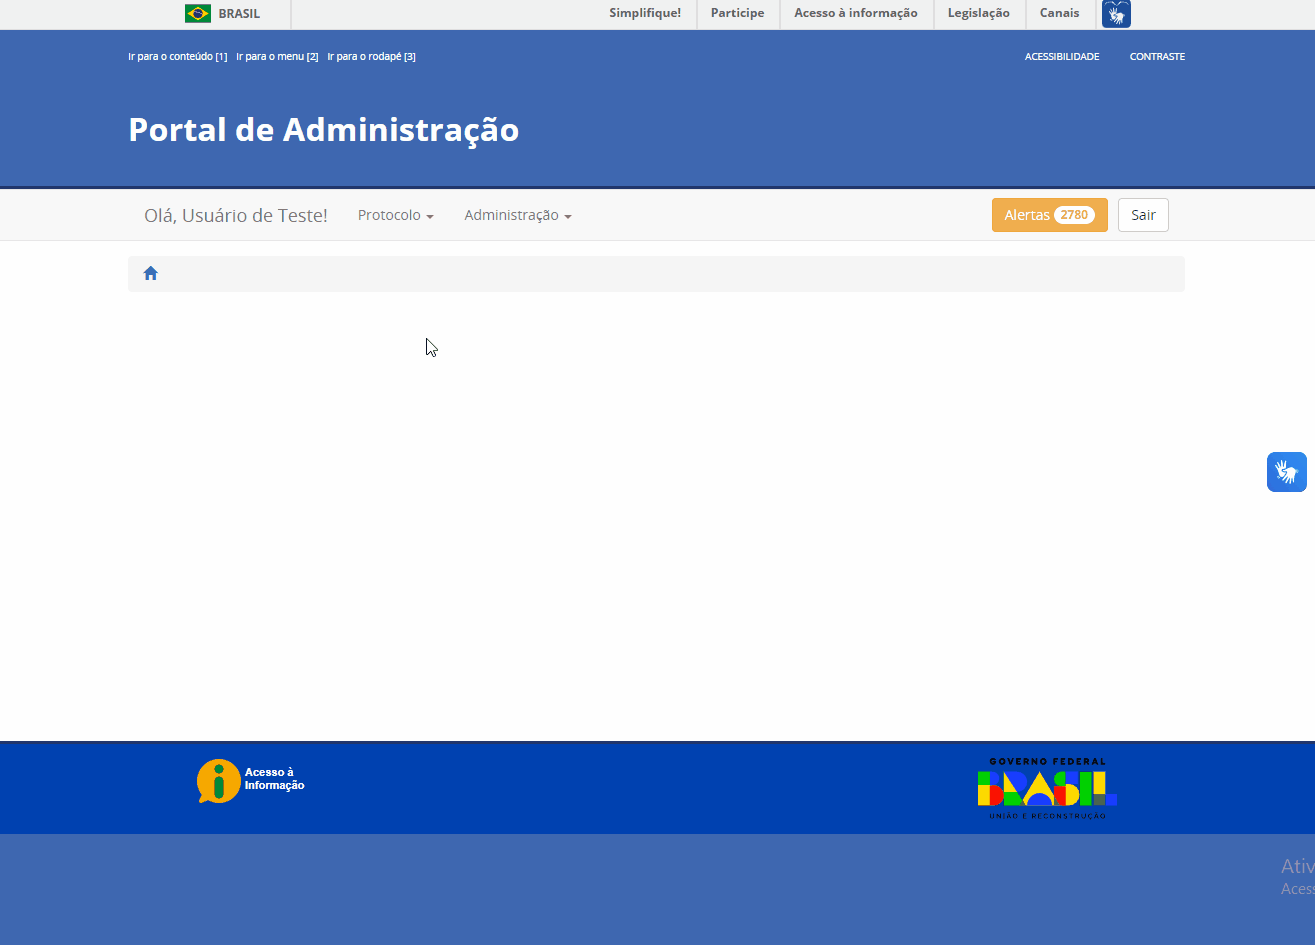 BRASIL
Simplifique!
Participe
Acesso à informação
Legislação
Canais
Ir para o conteúdo [1] Ir para o menu [2] Ir para o rodapé [3]
ACESSIBILIDADE
CONTRASTE
Portal de Administração
Olá, Usuário de Teste!
Protocolo
Administração
Alertas 2780
Sair
Acesso à
Informação
GOVERNO FEDERAL
BRASIL
UNIÃO E RECONSTRUÇÃO
Ativ
Acess